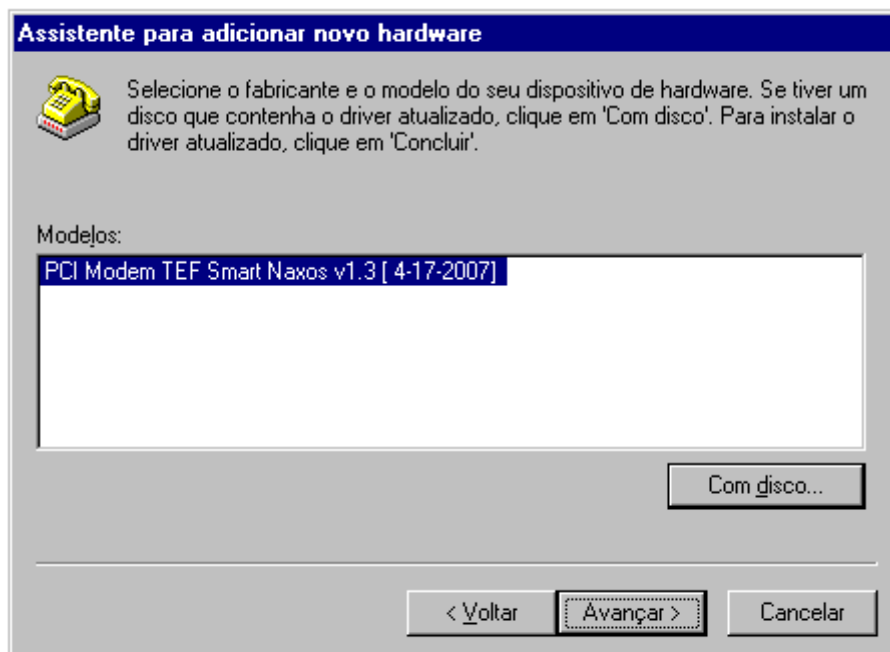 Assistente para adicionar novo hardware
Selecione o fabricante e o modelo do seu dispositivo de hardware. Se tiver um
disco que contenha o driver atualizado, clique em 'Com disco'. Para instalar o
driver atualizado, clique em 'Concluir'.
Modelos:
PCI Modem TEF Smart Naxos v1.3 [ 4-17-2007]
Com disco...
< Voltar
Avançar >
Cancelar